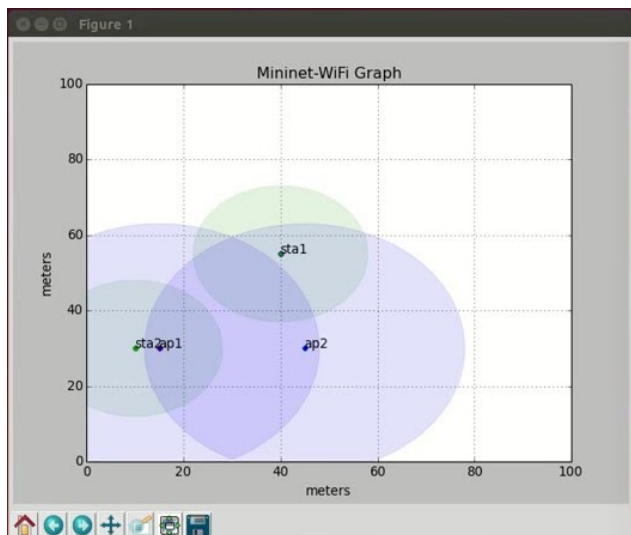 Figure 1
Mininet-WiFi Graph
100
80
60
40
20
0
meters
sta1
sta2
ap1
ap2
0 20 40 60 80 100
meters